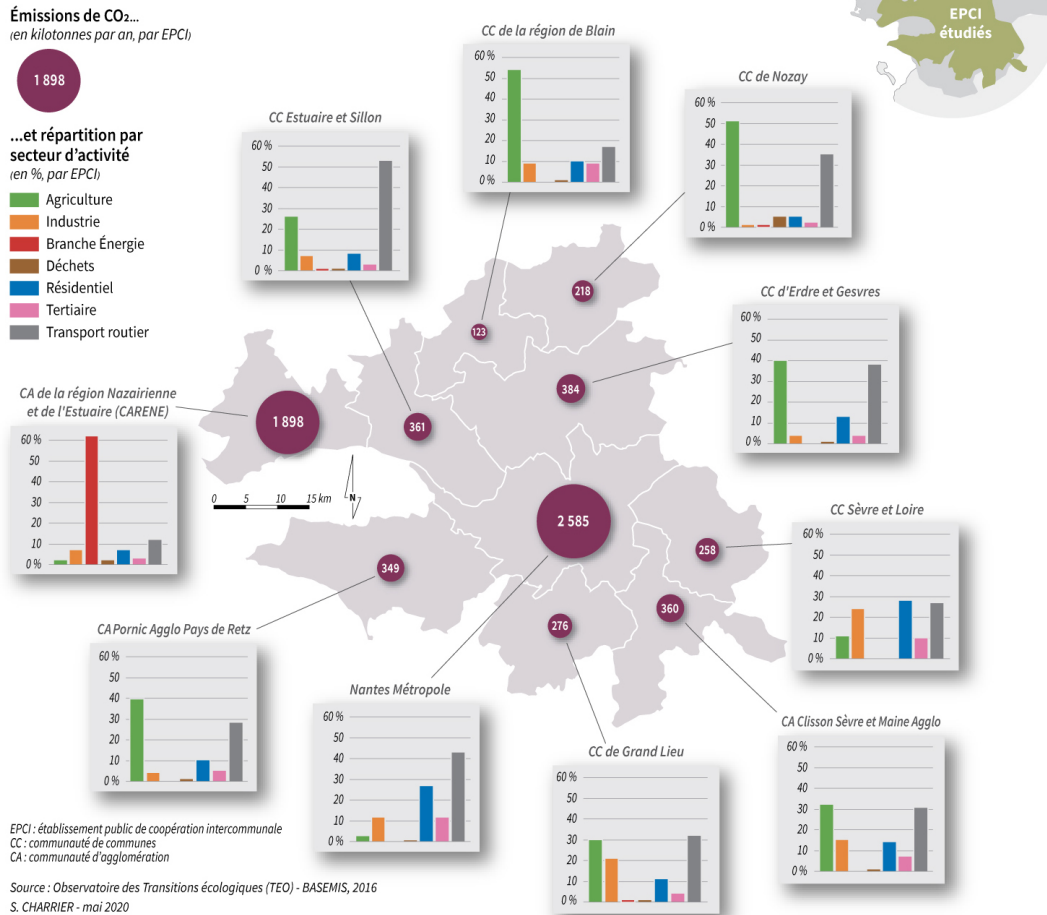 Émissions de CO₂...
(en kilotonnes par an, par EPCI)
1 898
...et répartition par
secteur d'activité
(en %, par EPCI)
Agriculture
Industrie
Branche Énergie
Déchets
Résidentiel
Tertiaire
Transport routier
EPCI
étudiés
CC de la région de Blain
60 %
50
40
30
20
10
0 %
CC de Nozay
60 %
50
40
30
20
10
0 %
CC Estuaire et Sillon
60 %
50
40
30
20
10
0 %
CC d'Erdre et Gesvres
60 %
50
40
30
20
10
0 %
CA de la région Nazairienne
et de l'Estuaire (CARENE)
60 %
50
40
30
20
10
0 %
218
123
384
1 898
361
2 585
258
349
360
276
0 5 10 15 km
N
CC Sèvre et Loire
60 %
50
40
30
20
10
0 %
CA Pornic Agglo Pays de Retz
60 %
50
40
30
20
10
0 %
Nantes Métropole
60 %
50
40
30
20
10
0 %
CC de Grand Lieu
60 %
50
40
30
20
10
0 %
CA Clisson Sèvre et Maine Agglo
60 %
50
40
30
20
10
0 %
EPCI : établissement public de coopération intercommunale
CC : communauté de communes
CA : communauté d'agglomération
Source : Observatoire des Transitions écologiques (TEO) - BASEMIS, 2016
S. CHARRIER - mai 2020